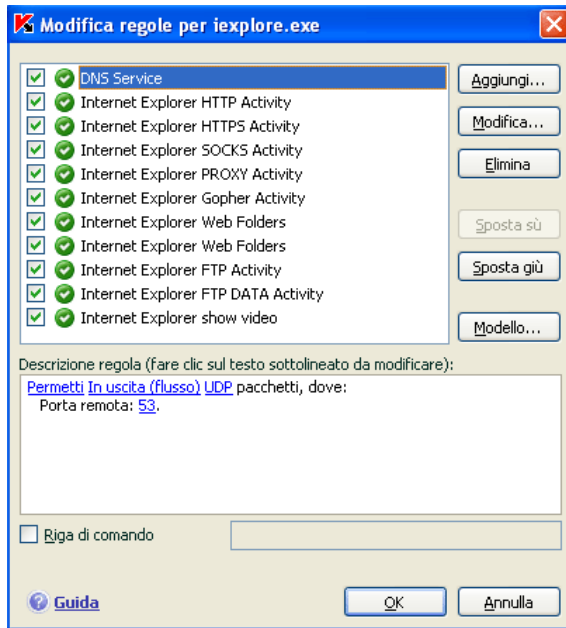 Modifica regole per iexplore.exe
DNS Service
Internet Explorer HTTP Activity
Internet Explorer HTTPS Activity
Internet Explorer SOCKS Activity
Internet Explorer PROXY Activity
Internet Explorer Gopher Activity
Internet Explorer Web Folders
Internet Explorer Web Folders
Internet Explorer FTP Activity
Internet Explorer FTP DATA Activity
Internet Explorer show video
Aggiungi...
Modifica...
Elimina
Sposta sù
Sposta giù
Modello...
Descrizione regola (fare clic sul testo sottolineato da modificare):
Permetti In uscita (flusso) UDP pacchetti, dove:
Porta remota: 53.
Riga di comando
Guida
OK
Annulla